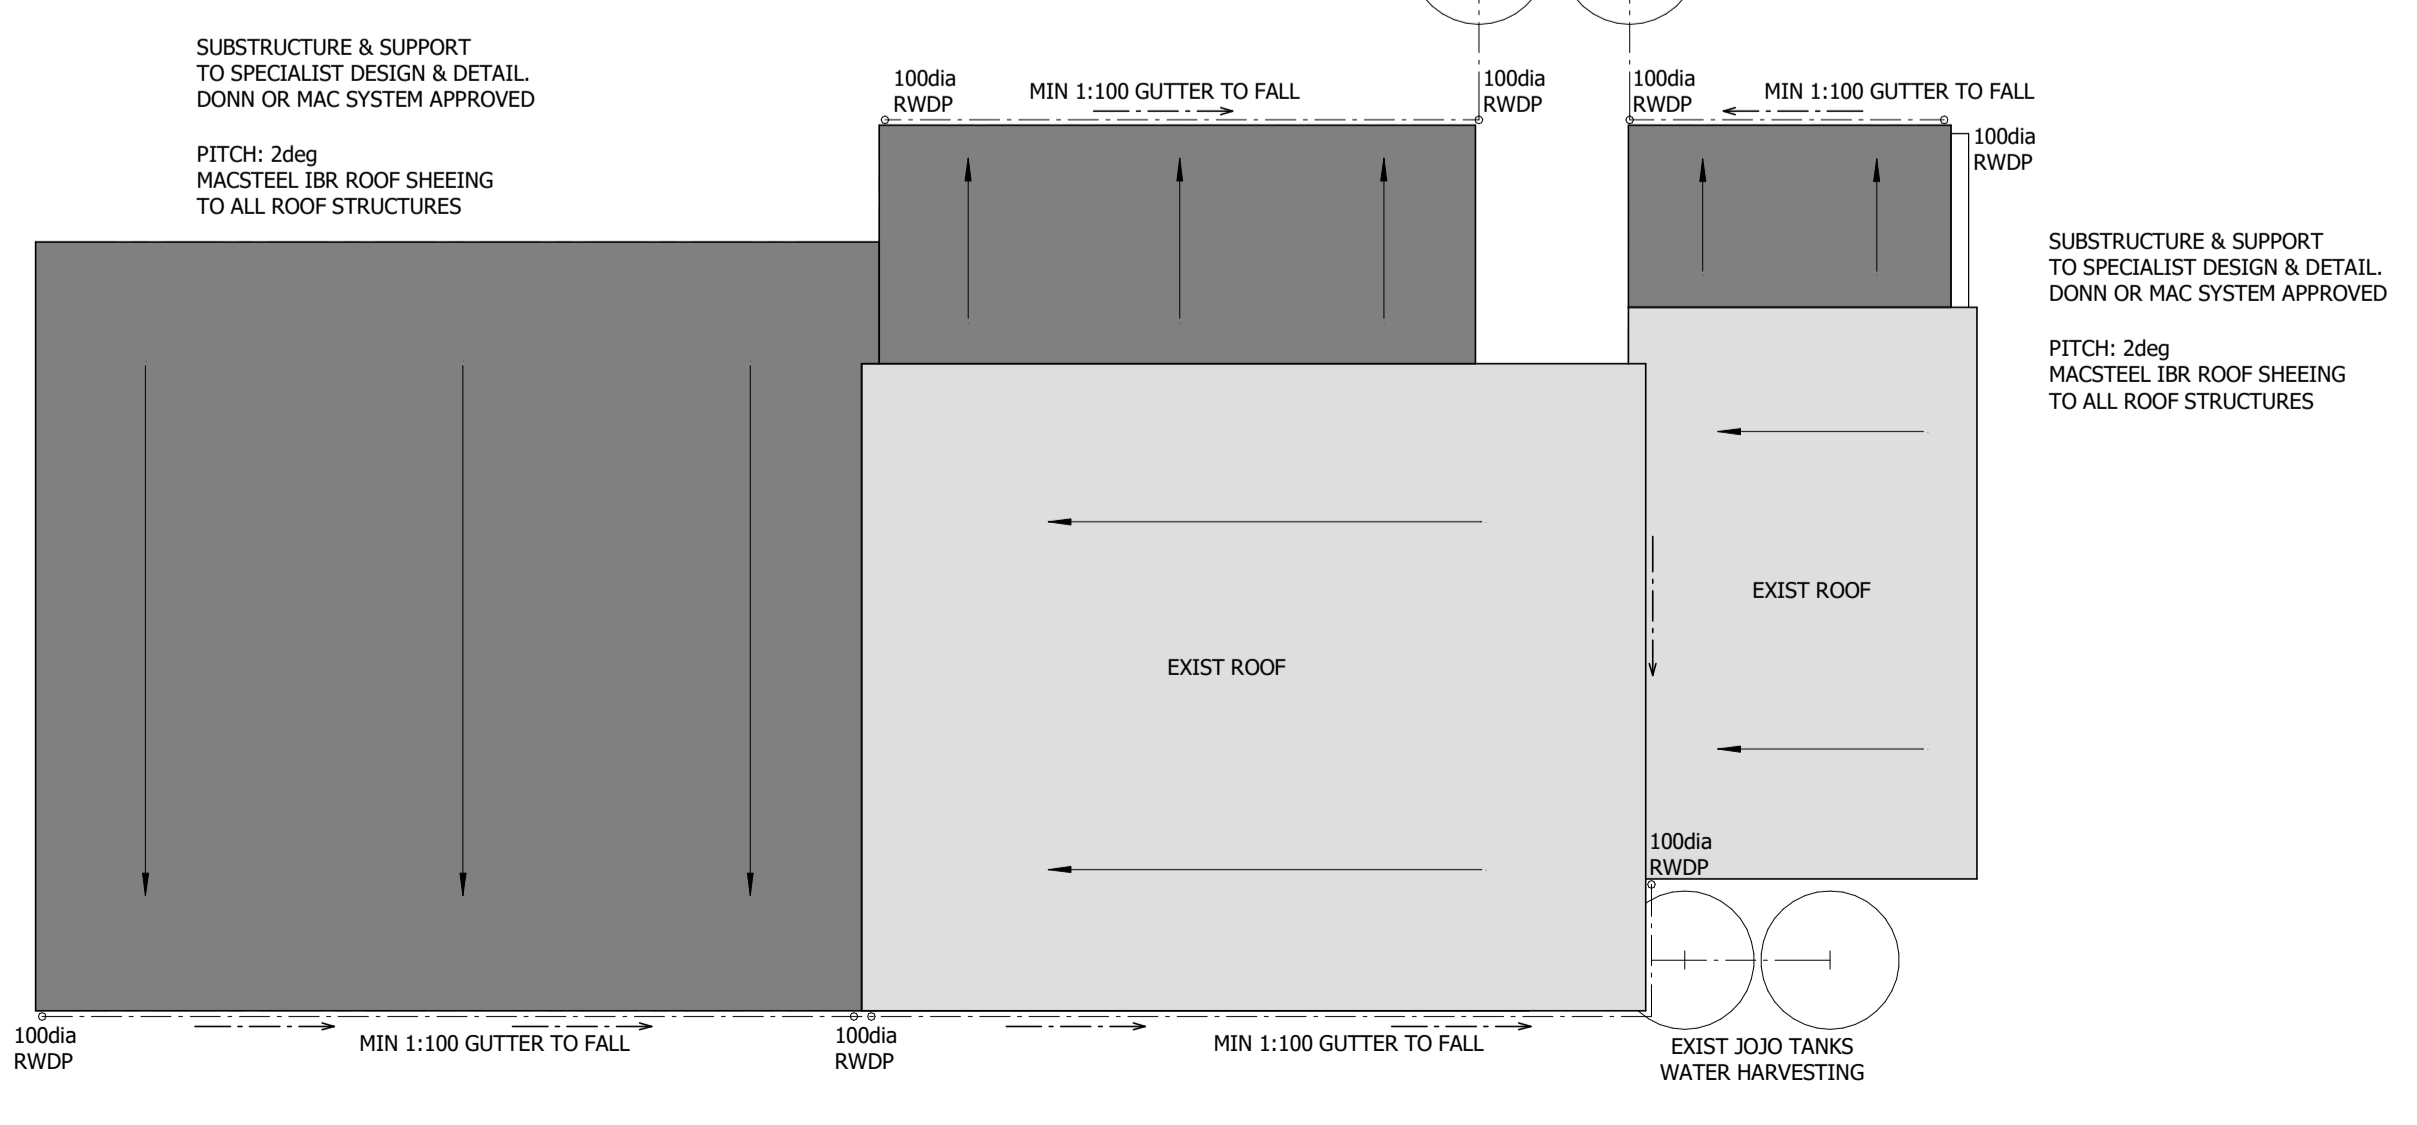 SUBSTRUCTURE & SUPPORT
TO SPECIALIST DESIGN & DETAIL.
DONN OR MAC SYSTEM APPROVED
PITCH: 2deg
MACSTEEL IBR ROOF SHEEING
TO ALL ROOF STRUCTURES
100dia
RWDP
MIN 1:100 GUTTER TO FALL
100dia
RWDP
100dia
RWDP
MIN 1:100 GUTTER TO FALL
100dia
RWDP
SUBSTRUCTURE & SUPPORT
TO SPECIALIST DESIGN & DETAIL.
DONN OR MAC SYSTEM APPROVED
PITCH: 2deg
MACSTEEL IBR ROOF SHEEING
TO ALL ROOF STRUCTURES
EXIST ROOF
EXIST ROOF
100dia
RWDP
100dia
RWDP
MIN 1:100 GUTTER TO FALL
100dia
RWDP
MIN 1:100 GUTTER TO FALL
EXIST JOJO TANKS
WATER HARVESTING